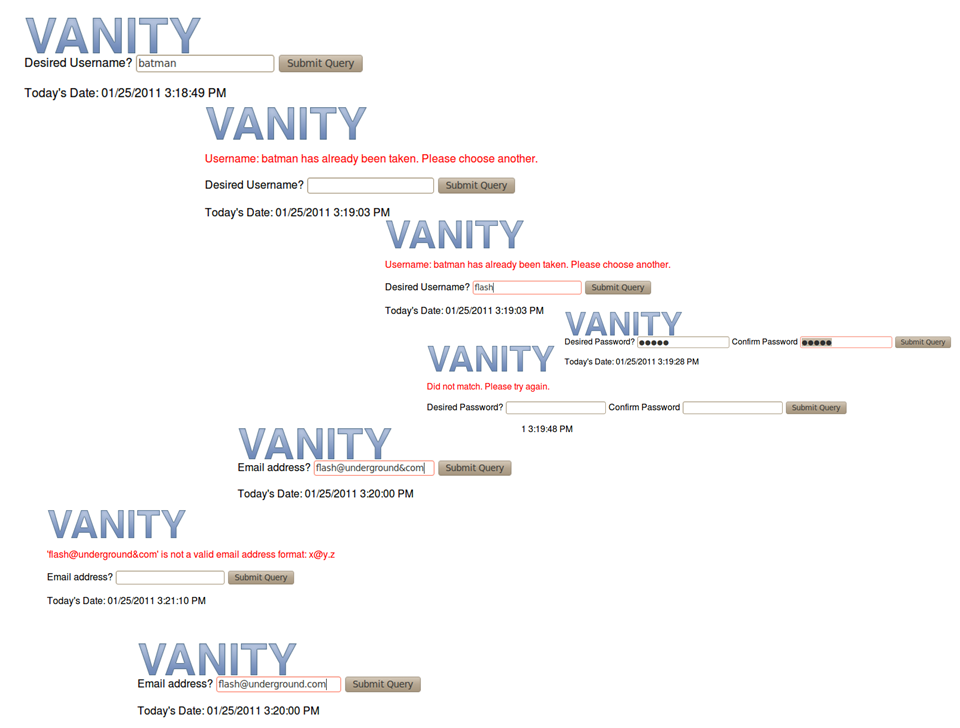 VANITY
Desired Username? batman Submit Query
Today's Date: 01/25/2011 3:18:49 PM
VANITY
Username: batman has already been taken. Please choose another.
Desired Username? Submit Query
Today's Date: 01/25/2011 3:19:03 PM
VANITY
Username: batman has already been taken. Please choose another.
Desired Username? flash Submit Query
Today's Date: 01/25/2011 3:19:03 PM
VANITY
Desired Password? ●●●●● Confirm Password ●●●●● Submit Query
Today's Date: 01/25/2011 3:19:28 PM
VANITY
Did not match. Please try again.
Desired Password? Confirm Password Submit Query
1 3:19:48 PM
VANITY
Email address? flash@underground&com Submit Query
Today's Date: 01/25/2011 3:20:00 PM
VANITY
'flash@underground&com' is not a valid email address format: x@y.z
Email address? Submit Query
Today's Date: 01/25/2011 3:21:10 PM
VANITY
Email address? flash@underground.com Submit Query
Today's Date: 01/25/2011 3:20:00 PM